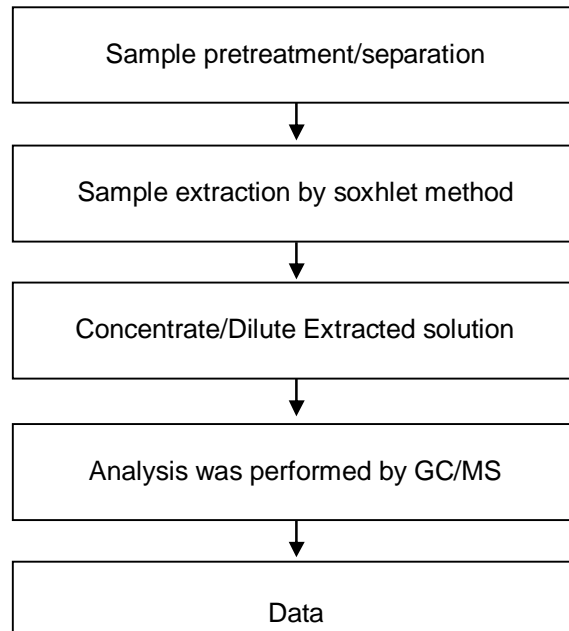 Sample pretreatment/separation
Sample extraction by soxhlet method
Concentrate/Dilute Extracted solution
Analysis was performed by GC/MS
Data